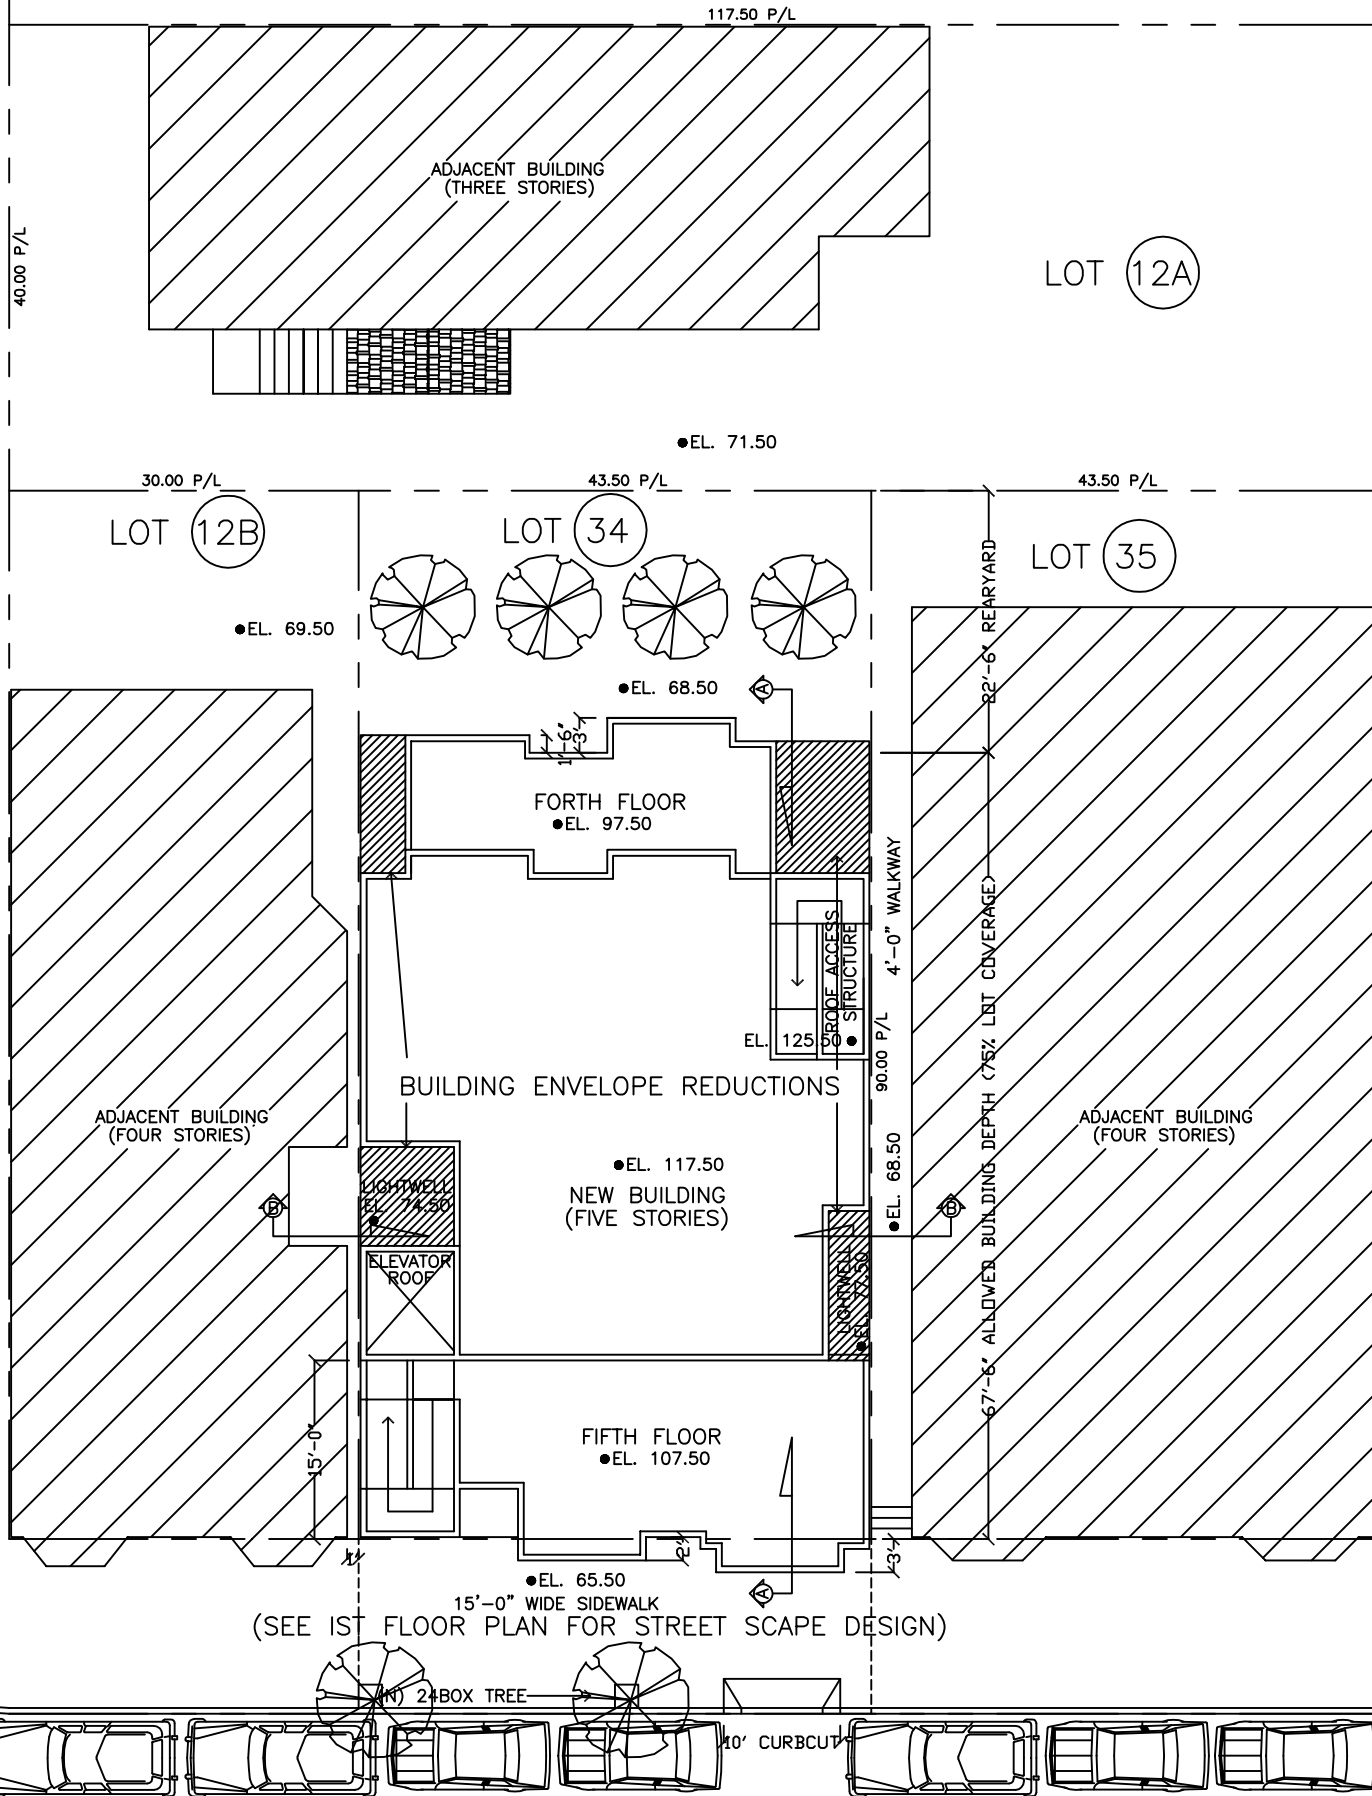 117.50 P/L
ADJACENT BUILDING
(THREE STORIES)
40.00 P/L
LOT 12A
EL. 71.50
30.00 P/L
43.50 P/L
43.50 P/L
LOT 12B
LOT 34
LOT 35
22'-6" REARYARD
EL. 69.50
EL. 68.50
A
1'-6"
3'
FORTH FLOOR
EL. 97.50
4'-0" WALKWAY
ROOF ACCESS
STRUCTURE
EL. 125.50
90.00 P/L
67'-6" ALLOWED BUILDING DEPTH (75% LOT COVERAGE)
BUILDING ENVELOPE REDUCTIONS
ADJACENT BUILDING
(FOUR STORIES)
ADJACENT BUILDING
(FOUR STORIES)
EL. 117.50
NEW BUILDING
(FIVE STORIES)
EL. 68.50
LIGHTWELL
EL. 74.50
B
B
ELEVATOR
ROOF
LIGHTWELL
EL. 77.50
15'-0"
FIFTH FLOOR
EL. 107.50
1'
2'
3'
EL. 65.50
A
15'-0" WIDE SIDEWALK
(SEE IST FLOOR PLAN FOR STREET SCAPE DESIGN)
(N) 24BOX TREE
10' CURBCUT